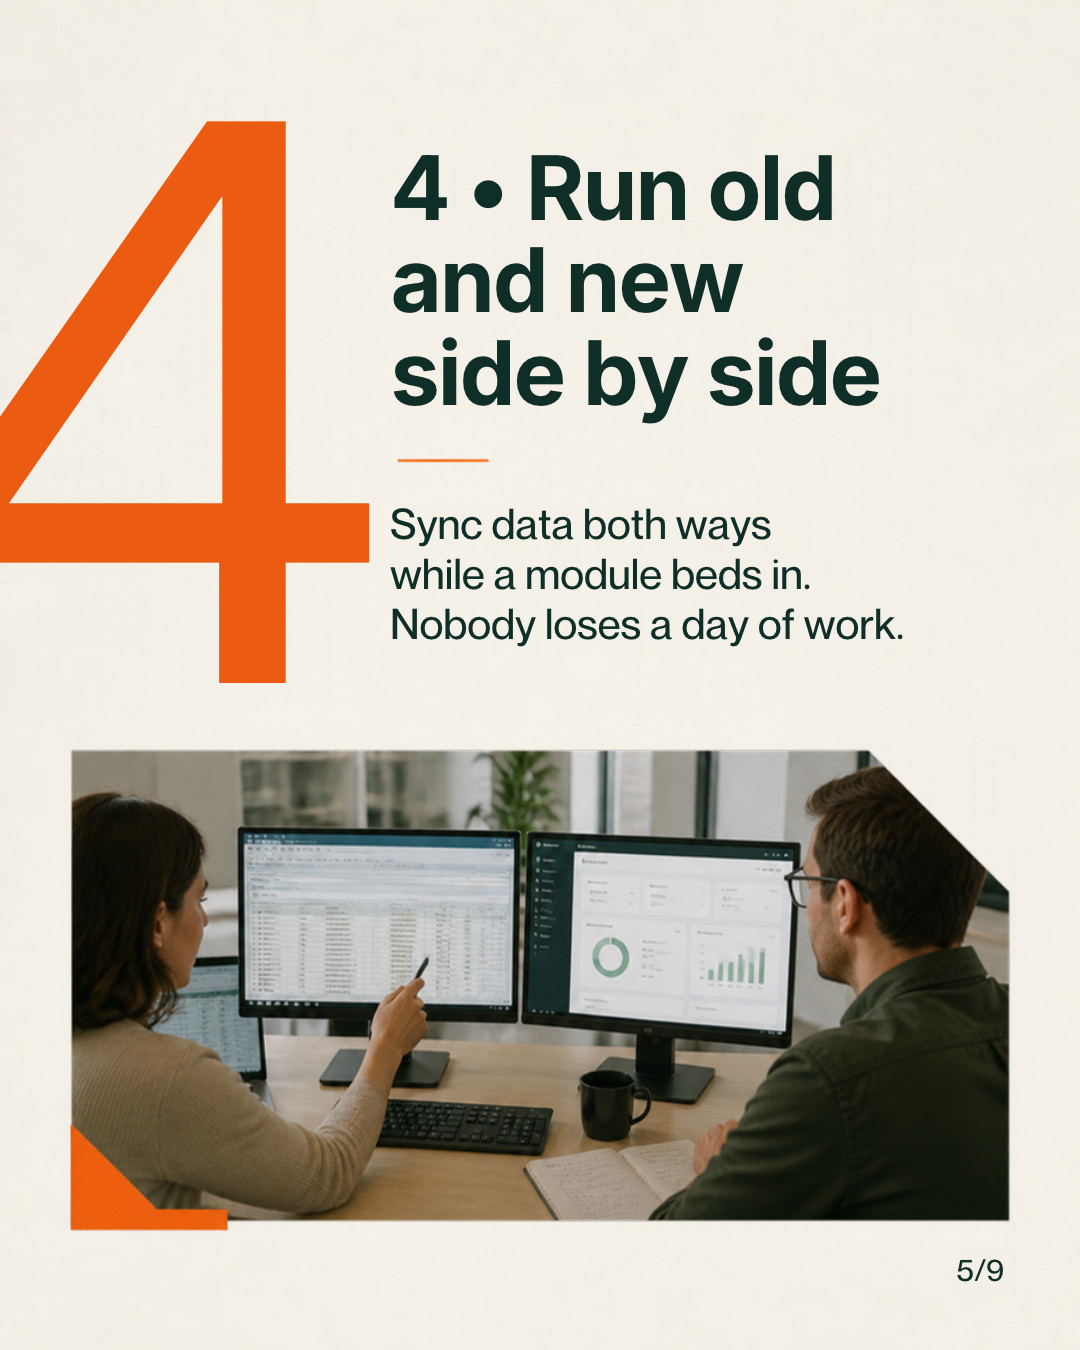 4
4 • Run old
and new
side by side
Sync data both ways
while a module beds in.
Nobody loses a day of work.
5/9